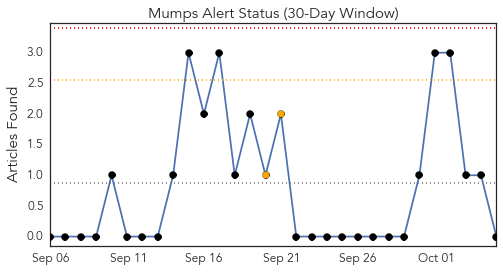 Mumps Alert Status (30-Day Window)
Articles Found
3.0
2.5
2.0
1.5
1.0
0.5
0.0
Sep 06 Sep 11 Sep 16 Sep 21 Sep 26 Oct 01